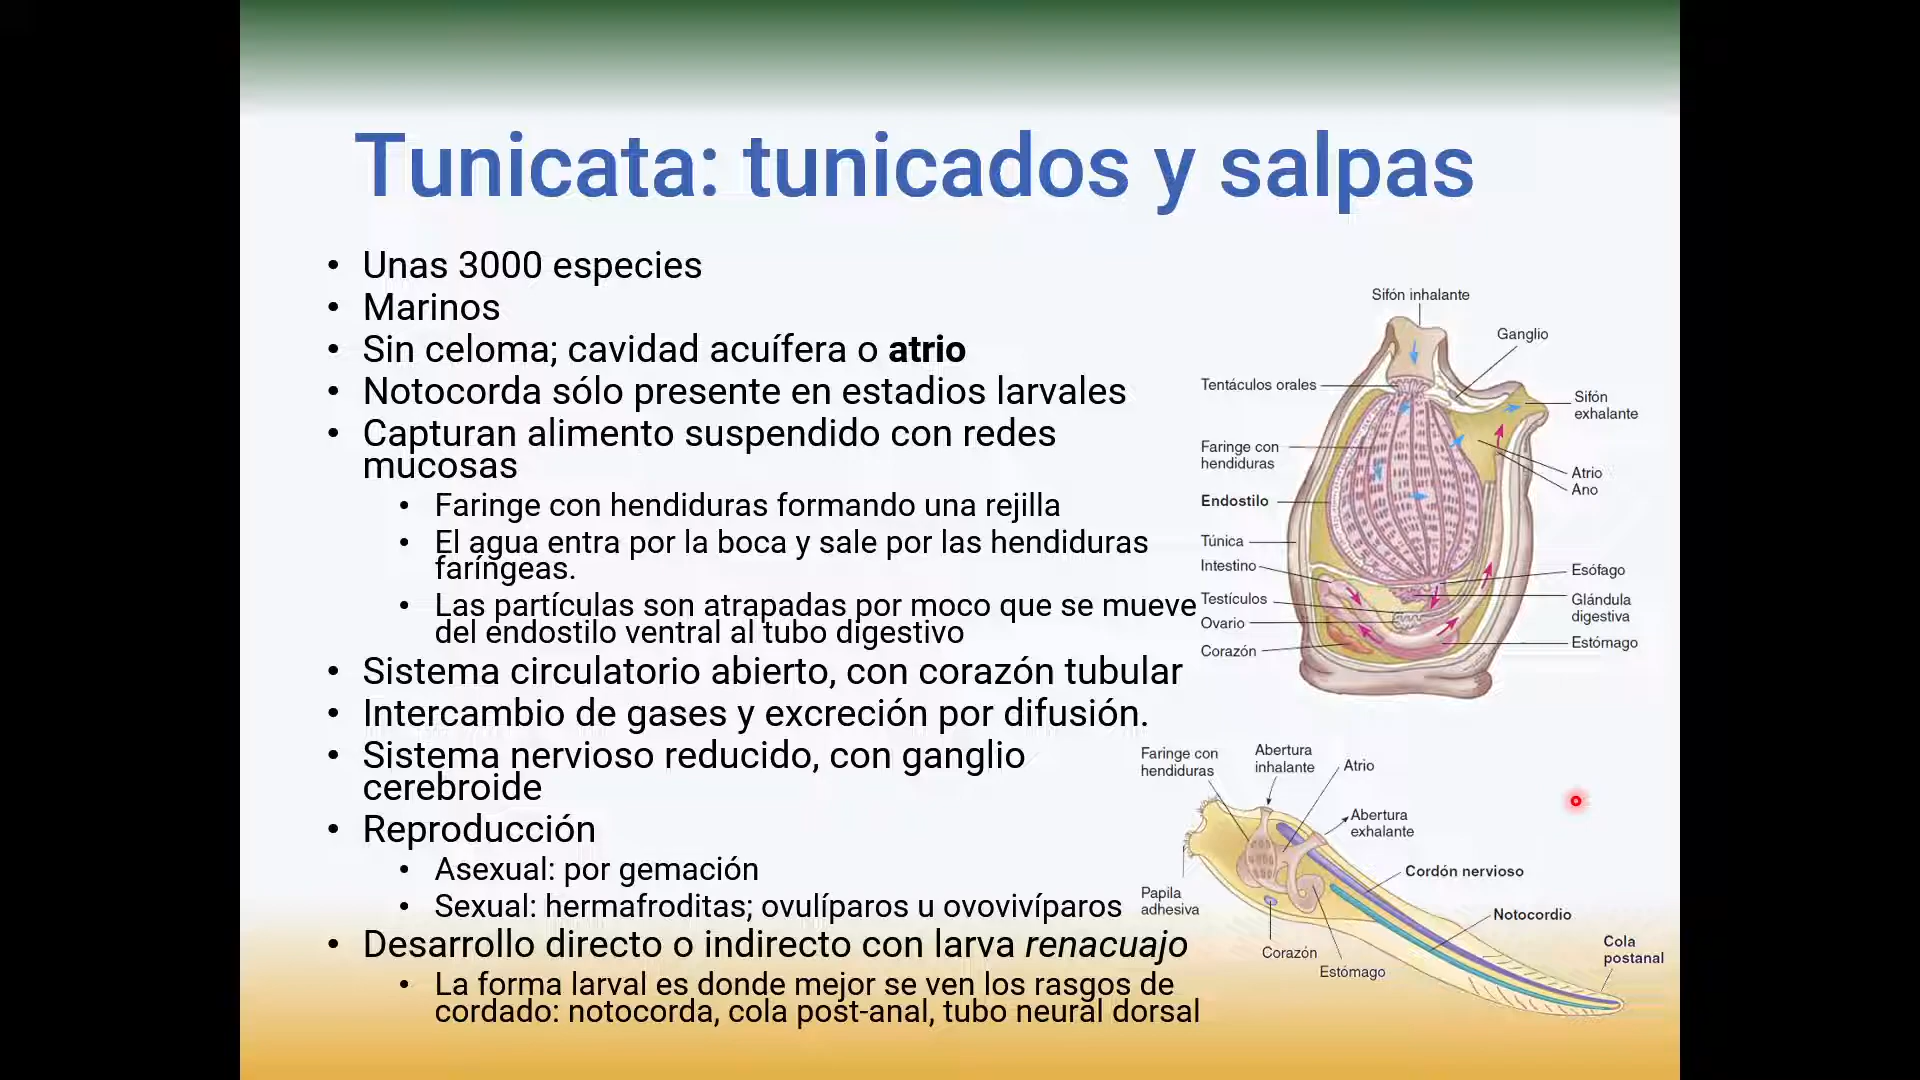 Tunicata: tunicados y salpas
• Unas 3000 especies
• Marinos
• Sin celoma; cavidad acuífera o atrio
• Notocorda sólo presente en estadios larvales
• Capturan alimento suspendido con redes
mucosas
• Faringe con hendiduras formando una rejilla
• El agua entra por la boca y sale por las hendiduras
faríngeas.
• Las partículas son atrapadas por moco que se mueve
del endostilo ventral al tubo digestivo
• Sistema circulatorio abierto, con corazón tubular
• Intercambio de gases y excreción por difusión.
• Sistema nervioso reducido, con ganglio
cerebroide
• Reproducción
• Asexual: por gemación
• Sexual: hermafroditas; ovulíparos u ovovivíparos
• Desarrollo directo o indirecto con larva renacuajo
• La forma larval es donde mejor se ven los rasgos de
cordado: notocorda, cola post-anal, tubo neural dorsal
Sifón inhalante
Ganglio
Tentáculos orales
Sifón
exhalante
Faringe con
hendiduras
Atrio
Ano
Endostilo
Túnica
Intestino
Esófago
Testículos
Glándula
digestiva
Ovario
Estómago
Corazón
Faringe con
hendiduras
Abertura
inhalante
Atrio
Abertura
exhalante
Cordón nervioso
Papila
adhesiva
Notocordio
Cola
postanal
Corazón
Estómago